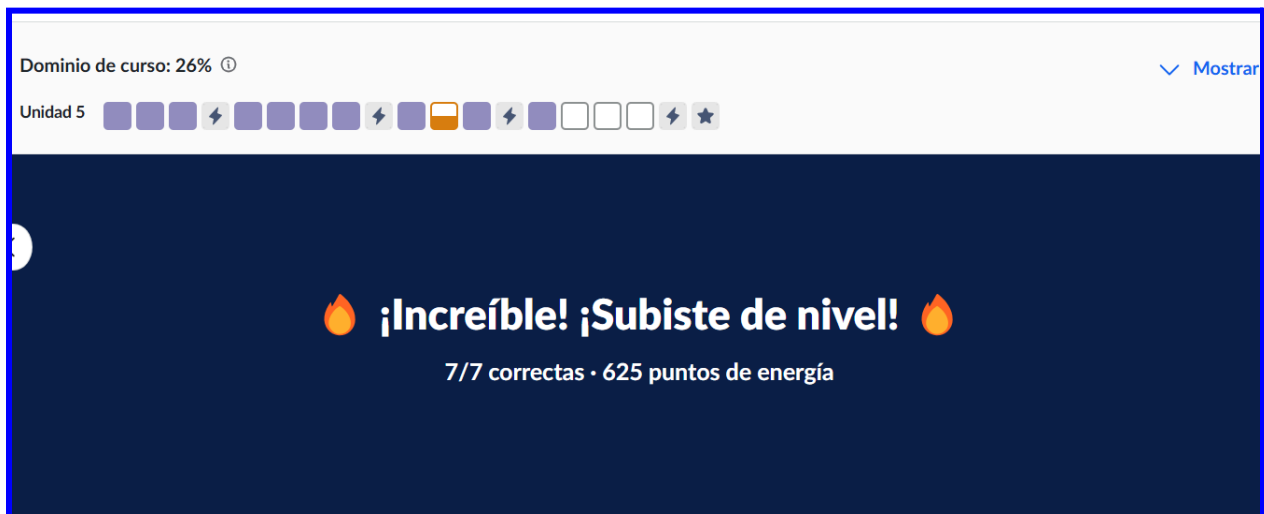 Dominio de curso: 26%
Mostrar
Unidad 5
¡Increíble! ¡Subiste de nivel!
7/7 correctas · 625 puntos de energía